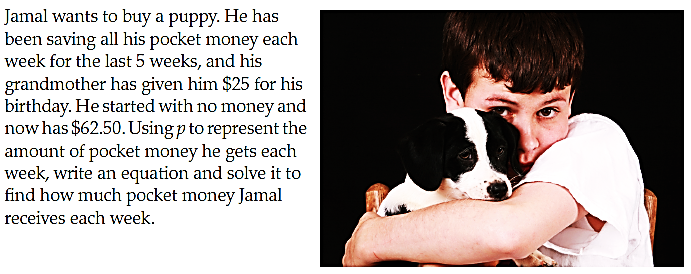 Jamal wants to buy a puppy. He has
been saving all his pocket money each
week for the last 5 weeks, and his
grandmother has given him $25 for his
birthday. He started with no money and
now has $62.50. Using p to represent the
amount of pocket money he gets each
week, write an equation and solve it to
find how much pocket money Jamal
receives each week.